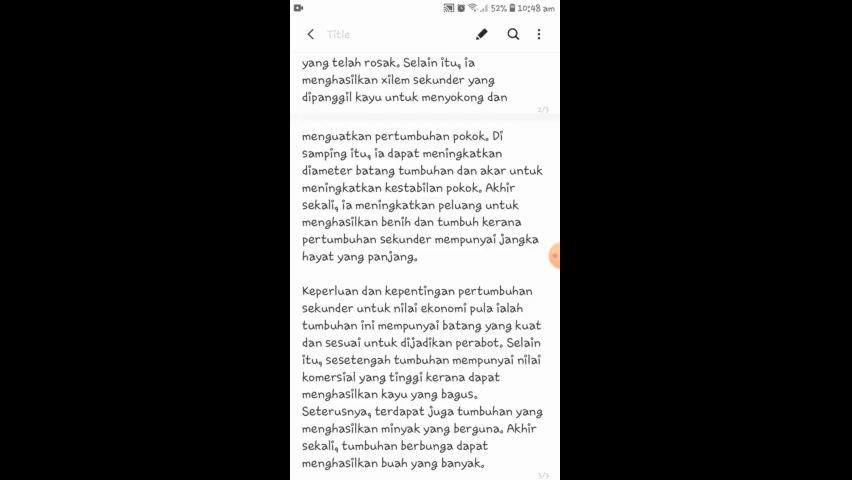 52% 10:48 am
Title
yang telah rosak. Selain itu, ia
menghasilkan xilem sekunder yang
dipanggil kayu untuk menyokong dan
2/3
menguatkan pertumbuhan pokok. Di
samping itu, ia dapat meningkatkan
diameter batang tumbuhan dan akar untuk
meningkatkan kestabilan pokok. Akhir
sekali, ia meningkatkan peluang untuk
menghasilkan benih dan tumbuh kerana
pertumbuhan sekunder mempunyai jangka
hayat yang panjang.
Keperluan dan kepentingan pertumbuhan
sekunder untuk nilai ekonomi pula ialah
tumbuhan ini mempunyai batang yang kuat
dan sesuai untuk dijadikan perabot. Selain
itu, sesetengah tumbuhan mempunyai nilai
komersial yang tinggi kerana dapat
menghasilkan kayu yang bagus.
Seterusnya, terdapat juga tumbuhan yang
menghasilkan minyak yang berguna. Akhir
sekali, tumbuhan berbunga dapat
menghasilkan buah yang banyak.
3/3